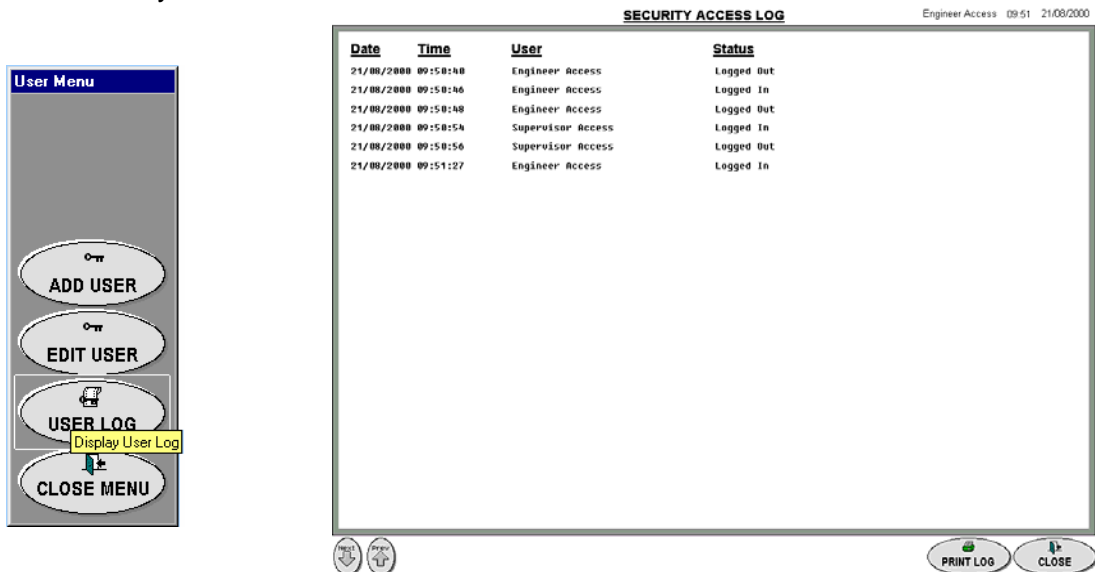 User Menu
ADD USER
EDIT USER
USER LOG
Display User Log
CLOSE MENU
SECURITY ACCESS LOG
Engineer Access 09:51 21/08/2000
Date Time User Status
21/08/2000 09:50:40 Engineer Access Logged Out
21/08/2000 09:50:46 Engineer Access Logged In
21/08/2000 09:50:48 Engineer Access Logged Out
21/08/2000 09:50:54 Supervisor Access Logged In
21/08/2000 09:50:56 Supervisor Access Logged Out
21/08/2000 09:51:27 Engineer Access Logged In
Next Prev
PRINT LOG CLOSE